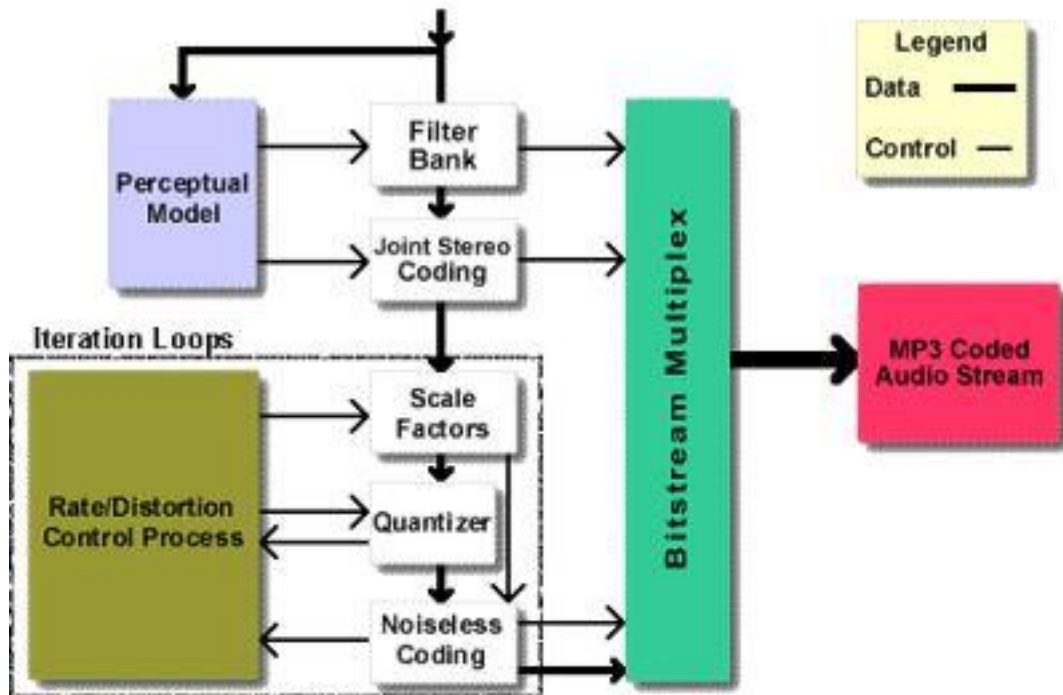 Legend
Data
Control
Filter
Bank
Perceptual
Model
Joint Stereo
Coding
Bitstream Multiplex
MP3 Coded
Audio Stream
Iteration Loops
Scale
Factors
Rate/Distortion
Control Process
Quantizer
Noiseless
Coding